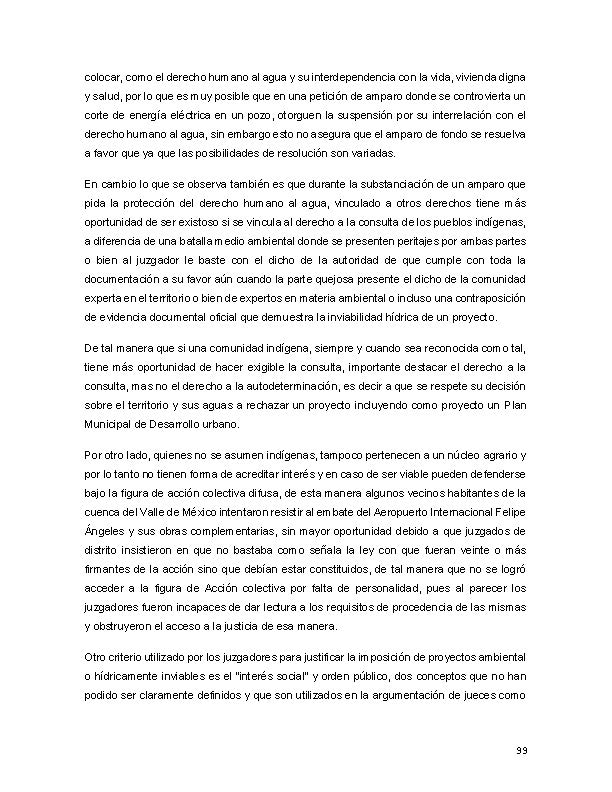 colocar, como el derecho humano al agua y su interdependencia con la vida, vivienda digna
y salud, por lo que es muy posible que en una petición de amparo donde se controvierta un
corte de energía eléctrica en un pozo, otorguen la suspensión por su interrelación con el
derecho humano al agua, sin embargo esto no asegura que el amparo de fondo se resuelva
a favor que ya que las posibilidades de resolución son variadas.
En cambio lo que se observa también es que durante la substanciación de un amparo que
pida la protección del derecho humano al agua, vinculado a otros derechos tiene más
oportunidad de ser existoso si se vincula al derecho a la consulta de los pueblos indígenas,
a diferencia de una batalla medio ambiental donde se presenten peritajes por ambas partes
o bien al juzgador le baste con el dicho de la autoridad de que cumple con toda la
documentación a su favor aún cuando la parte quejosa presente el dicho de la comunidad
experta en el territorio o bien de expertos en materia ambiental o incluso una contraposición
de evidencia documental oficial que demuestra la inviabilidad hídrica de un proyecto.
De tal manera que si una comunidad indígena, siempre y cuando sea reconocida como tal,
tiene más oportunidad de hacer exigible la consulta, importante destacar el derecho a la
consulta, mas no el derecho a la autodeterminación, es decir a que se respete su decisión
sobre el territorio y sus aguas a rechazar un proyecto incluyendo como proyecto un Plan
Municipal de Desarrollo urbano.
Por otro lado, quienes no se asumen indígenas, tampoco pertenecen a un núcleo agrario y
por lo tanto no tienen forma de acreditar interés y en caso de ser viable pueden defenderse
bajo la figura de acción colectiva difusa, de esta manera algunos vecinos habitantes de la
cuenca del Valle de México intentaron resistir al embate del Aeropuerto Internacional Felipe
Ángeles y sus obras complementarias, sin mayor oportunidad debido a que juzgados de
distrito insistieron en que no bastaba como señala la ley con que fueran veinte o más
firmantes de la acción sino que debían estar constituidos, de tal manera que no se logró
acceder a la figura de Acción colectiva por falta de personalidad, pues al parecer los
juzgadores fueron incapaces de dar lectura a los requisitos de procedencia de las mismas
y obstruyeron el acceso a la justicia de esa manera.
Otro criterio utilizado por los juzgadores para justificar la imposición de proyectos ambiental
o hídricamente inviables es el "interés social" y orden público, dos conceptos que no han
podido ser claramente definidos y que son utilizados en la argumentación de jueces como
99